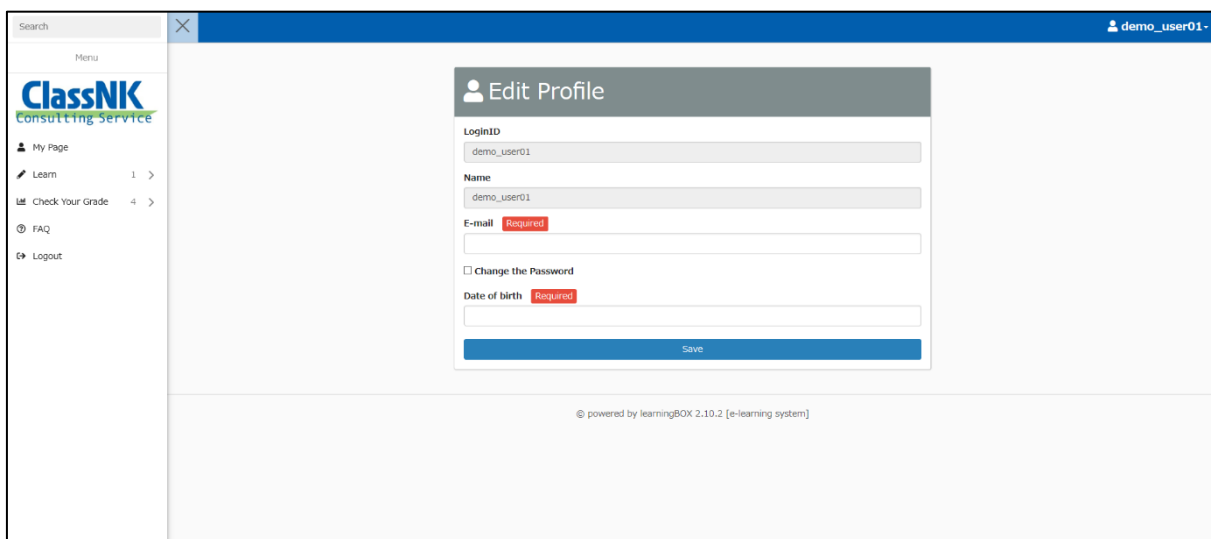 Search
demo_user01
Menu
ClassNK
Consulting Service
My Page
Learn 1
Check Your Grade 4
FAQ
Logout
Edit Profile
LoginID
demo_user01
Name
demo_user01
E-mail Required
Change the Password
Date of birth Required
Save
© powered by learningBOX 2.10.2 [e-learning system]